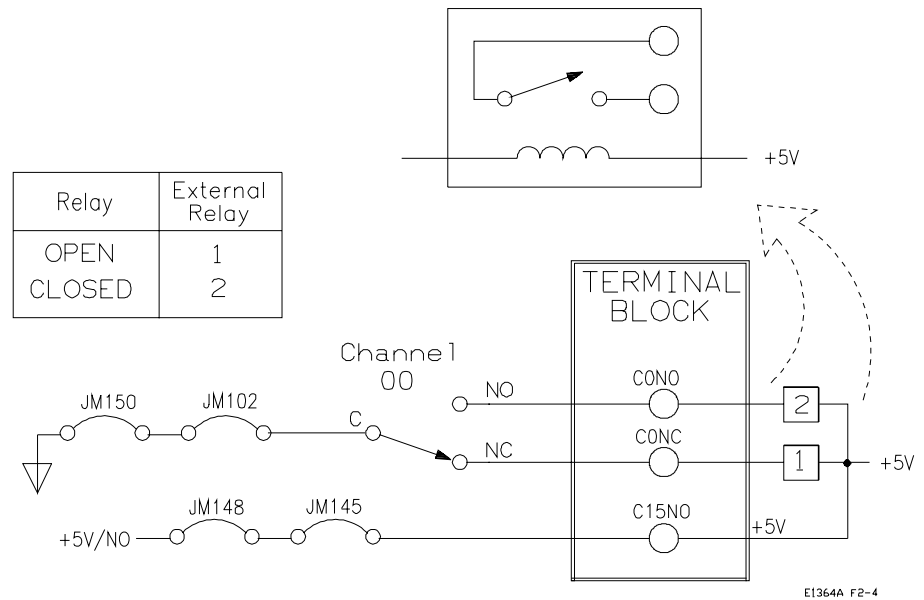 +5V
Relay External Relay
OPEN 1
CLOSED 2
TERMINAL
BLOCK
Channel
00
JM150 JM102 C NO C0NO 2
NC C0NC 1 +5V
JM148 JM145 C15NO
+5V/NO +5V
E1364A F2-4